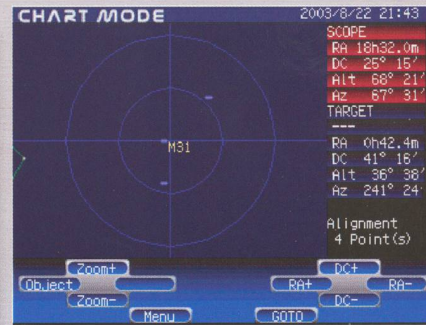 CHART MODE 2003/8/22 21:43
SCOPE
RA 18h32.0m
DC 25° 15′
Alt 68° 21′
Az 67° 31′
TARGET
---
RA 0h42.4m
DC 41° 16′
Alt 36° 38′
Az 241° 24′
M31
Alignment
4 Point(s)
Zoom+ DC+
Object RA+ RA-
Zoom- DC-
Menu GOTO